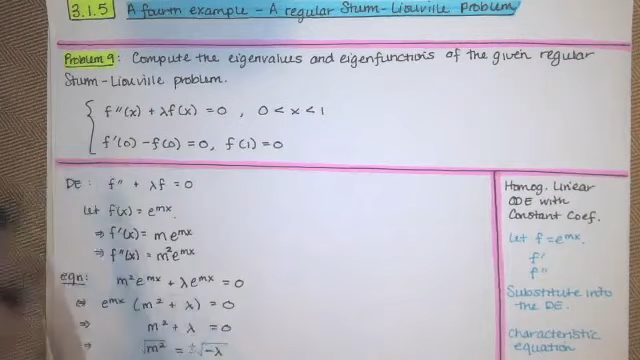 3.1.5 A fourth example - A regular Sturm-Liouville Problem
Problem 9: Compute the eigenvalues and eigenfunctions of the given regular
Sturm-Liouville problem.
f''(x) + λf(x) = 0 , 0 < x < 1
f'(0) - f(0) = 0, f(1) = 0
DE: f'' + λf = 0
Let f(x) = e^mx.
⇒ f'(x) = m e^mx
⇒ f''(x) = m²e^mx
eqn: m²e^mx + λe^mx = 0
⇔ e^mx (m² + λ) = 0
⇒ m² + λ = 0
⇒ √m² = ±√-λ
Homog. Linear
ODE with
Constant Coef.
Let f = e^mx.
f'
f''
Substitute into
the DE.
Characteristic
equation